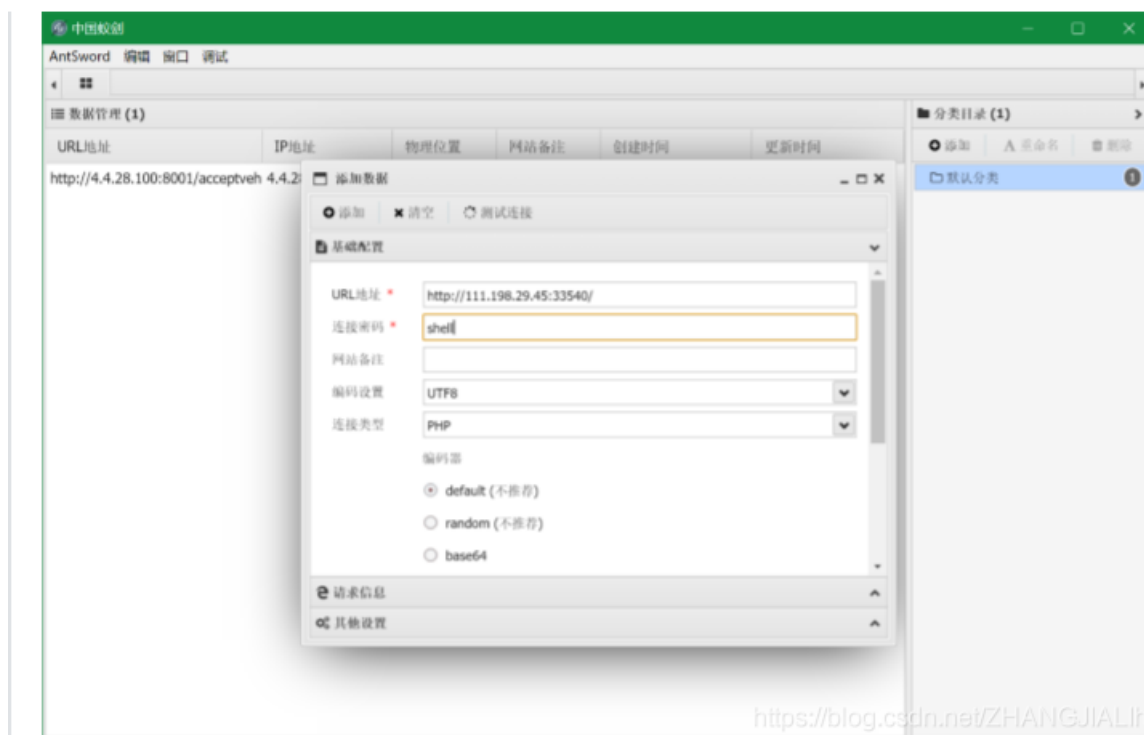 中国蚁剑
AntSword 编辑 窗口 调试
数据管理 (1)
URL地址 IP地址 物理位置 网站备注 创建时间 更新时间
http://4.4.28.100:8001/acceptveh 4.4.28
分类目录 (1)
添加 重命名 删除
默认分类 1
添加数据
添加 清空 测试连接
基础配置
URL地址 * http://111.198.29.45:33540/
连接密码 * shell
网站备注
编码设置 UTF8
连接类型 PHP
编码器
default (不推荐)
random (不推荐)
base64
请求信息
其他设置
https://blog.csdn.net/ZHANGJIALIh